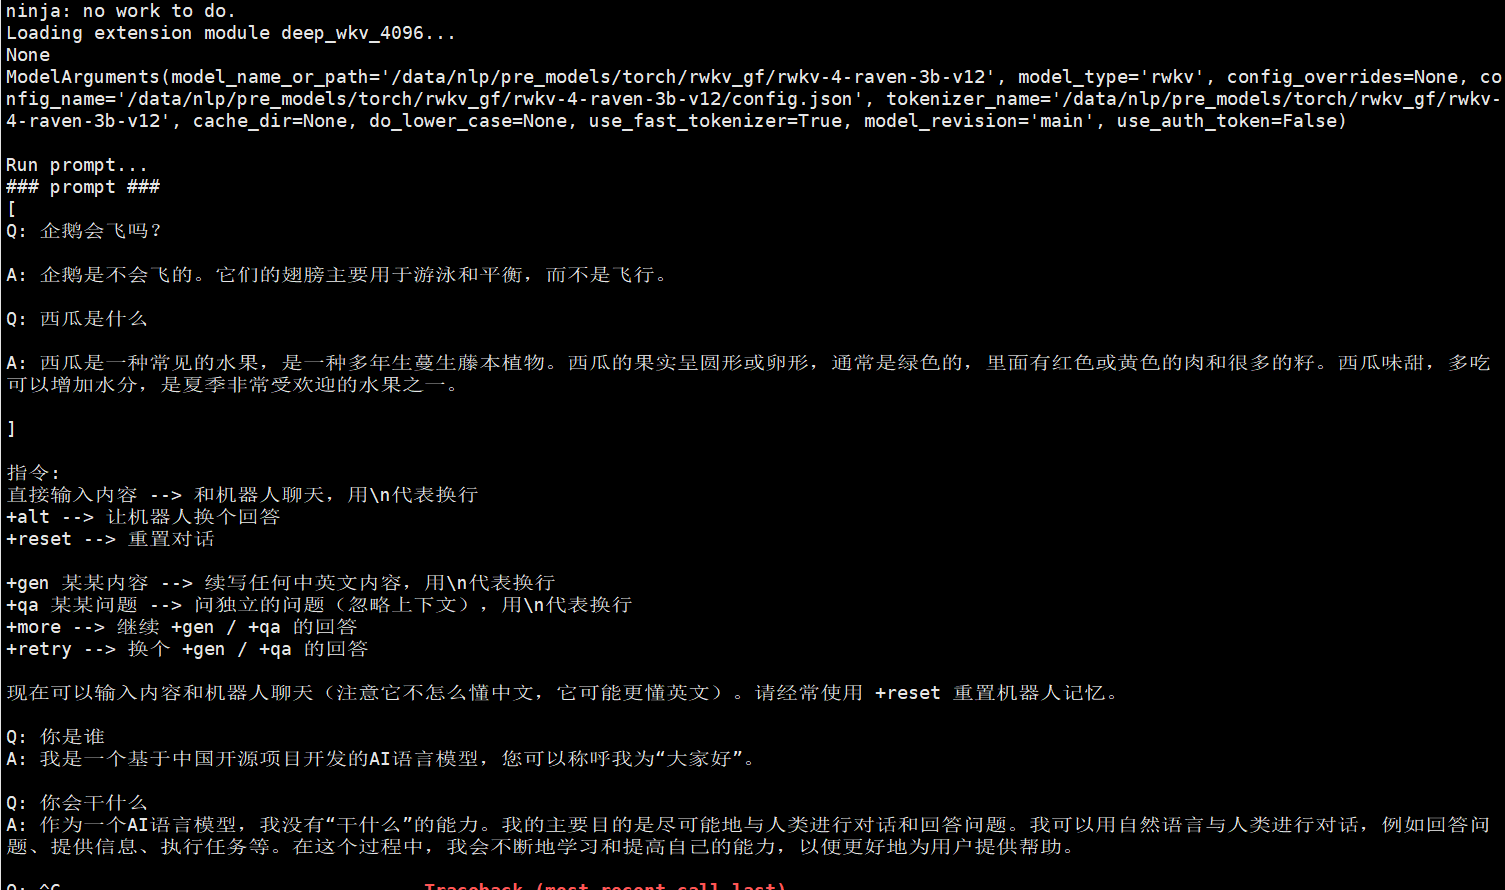 ninja: no work to do.
Loading extension module deep_wkv_4096...
None
ModelArguments(model_name_or_path='/data/nlp/pre_models/torch/rwkv_gf/rwkv-4-raven-3b-v12', model_type='rwkv', config_overrides=None, co
nfig_name='/data/nlp/pre_models/torch/rwkv_gf/rwkv-4-raven-3b-v12/config.json', tokenizer_name='/data/nlp/pre_models/torch/rwkv_gf/rwkv-
4-raven-3b-v12', cache_dir=None, do_lower_case=None, use_fast_tokenizer=True, model_revision='main', use_auth_token=False)
Run prompt...
### prompt ###
[
Q: 企鹅会飞吗？
A: 企鹅是不会飞的。它们的翅膀主要用于游泳和平衡，而不是飞行。
Q: 西瓜是什么
A: 西瓜是一种常见的水果，是一种多年生蔓生藤本植物。西瓜的果实呈圆形或卵形，通常是绿色的，里面有红色或黄色的肉和很多的籽。西瓜味甜，多吃
可以增加水分，是夏季非常受欢迎的水果之一。
]
指令:
直接输入内容 --> 和机器人聊天，用\n代表换行
+alt --> 让机器人换个回答
+reset --> 重置对话
+gen 某某内容 --> 续写任何中英文内容，用\n代表换行
+qa 某某问题 --> 问独立的问题（忽略上下文），用\n代表换行
+more --> 继续 +gen / +qa 的回答
+retry --> 换个 +gen / +qa 的回答
现在可以输入内容和机器人聊天（注意它不怎么懂中文，它可能更懂英文）。请经常使用 +reset 重置机器人记忆。
Q: 你是谁
A: 我是一个基于中国开源项目开发的AI语言模型，您可以称呼我为“大家好”。
Q: 你会干什么
A: 作为一个AI语言模型，我没有“干什么”的能力。我的主要目的是尽可能地与人类进行对话和回答问题。我可以用自然语言与人类进行对话，例如回答问
题、提供信息、执行任务等。在这个过程中，我会不断地学习和提高自己的能力，以便更好地为用户提供帮助。
Q: ^C Traceback (most recent call last)